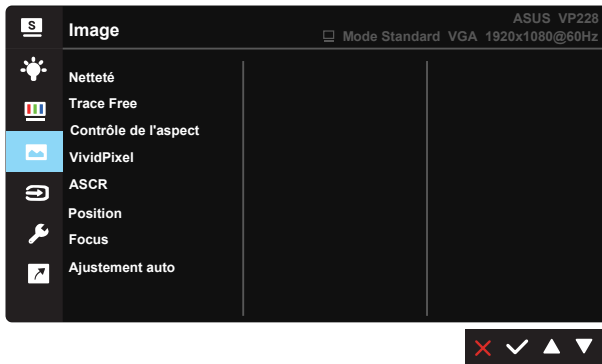 S
Image
ASUS VP228
Mode Standard VGA 1920x1080@60Hz
Netteté
Trace Free
Contrôle de l'aspect
VividPixel
ASCR
Position
Focus
Ajustement auto